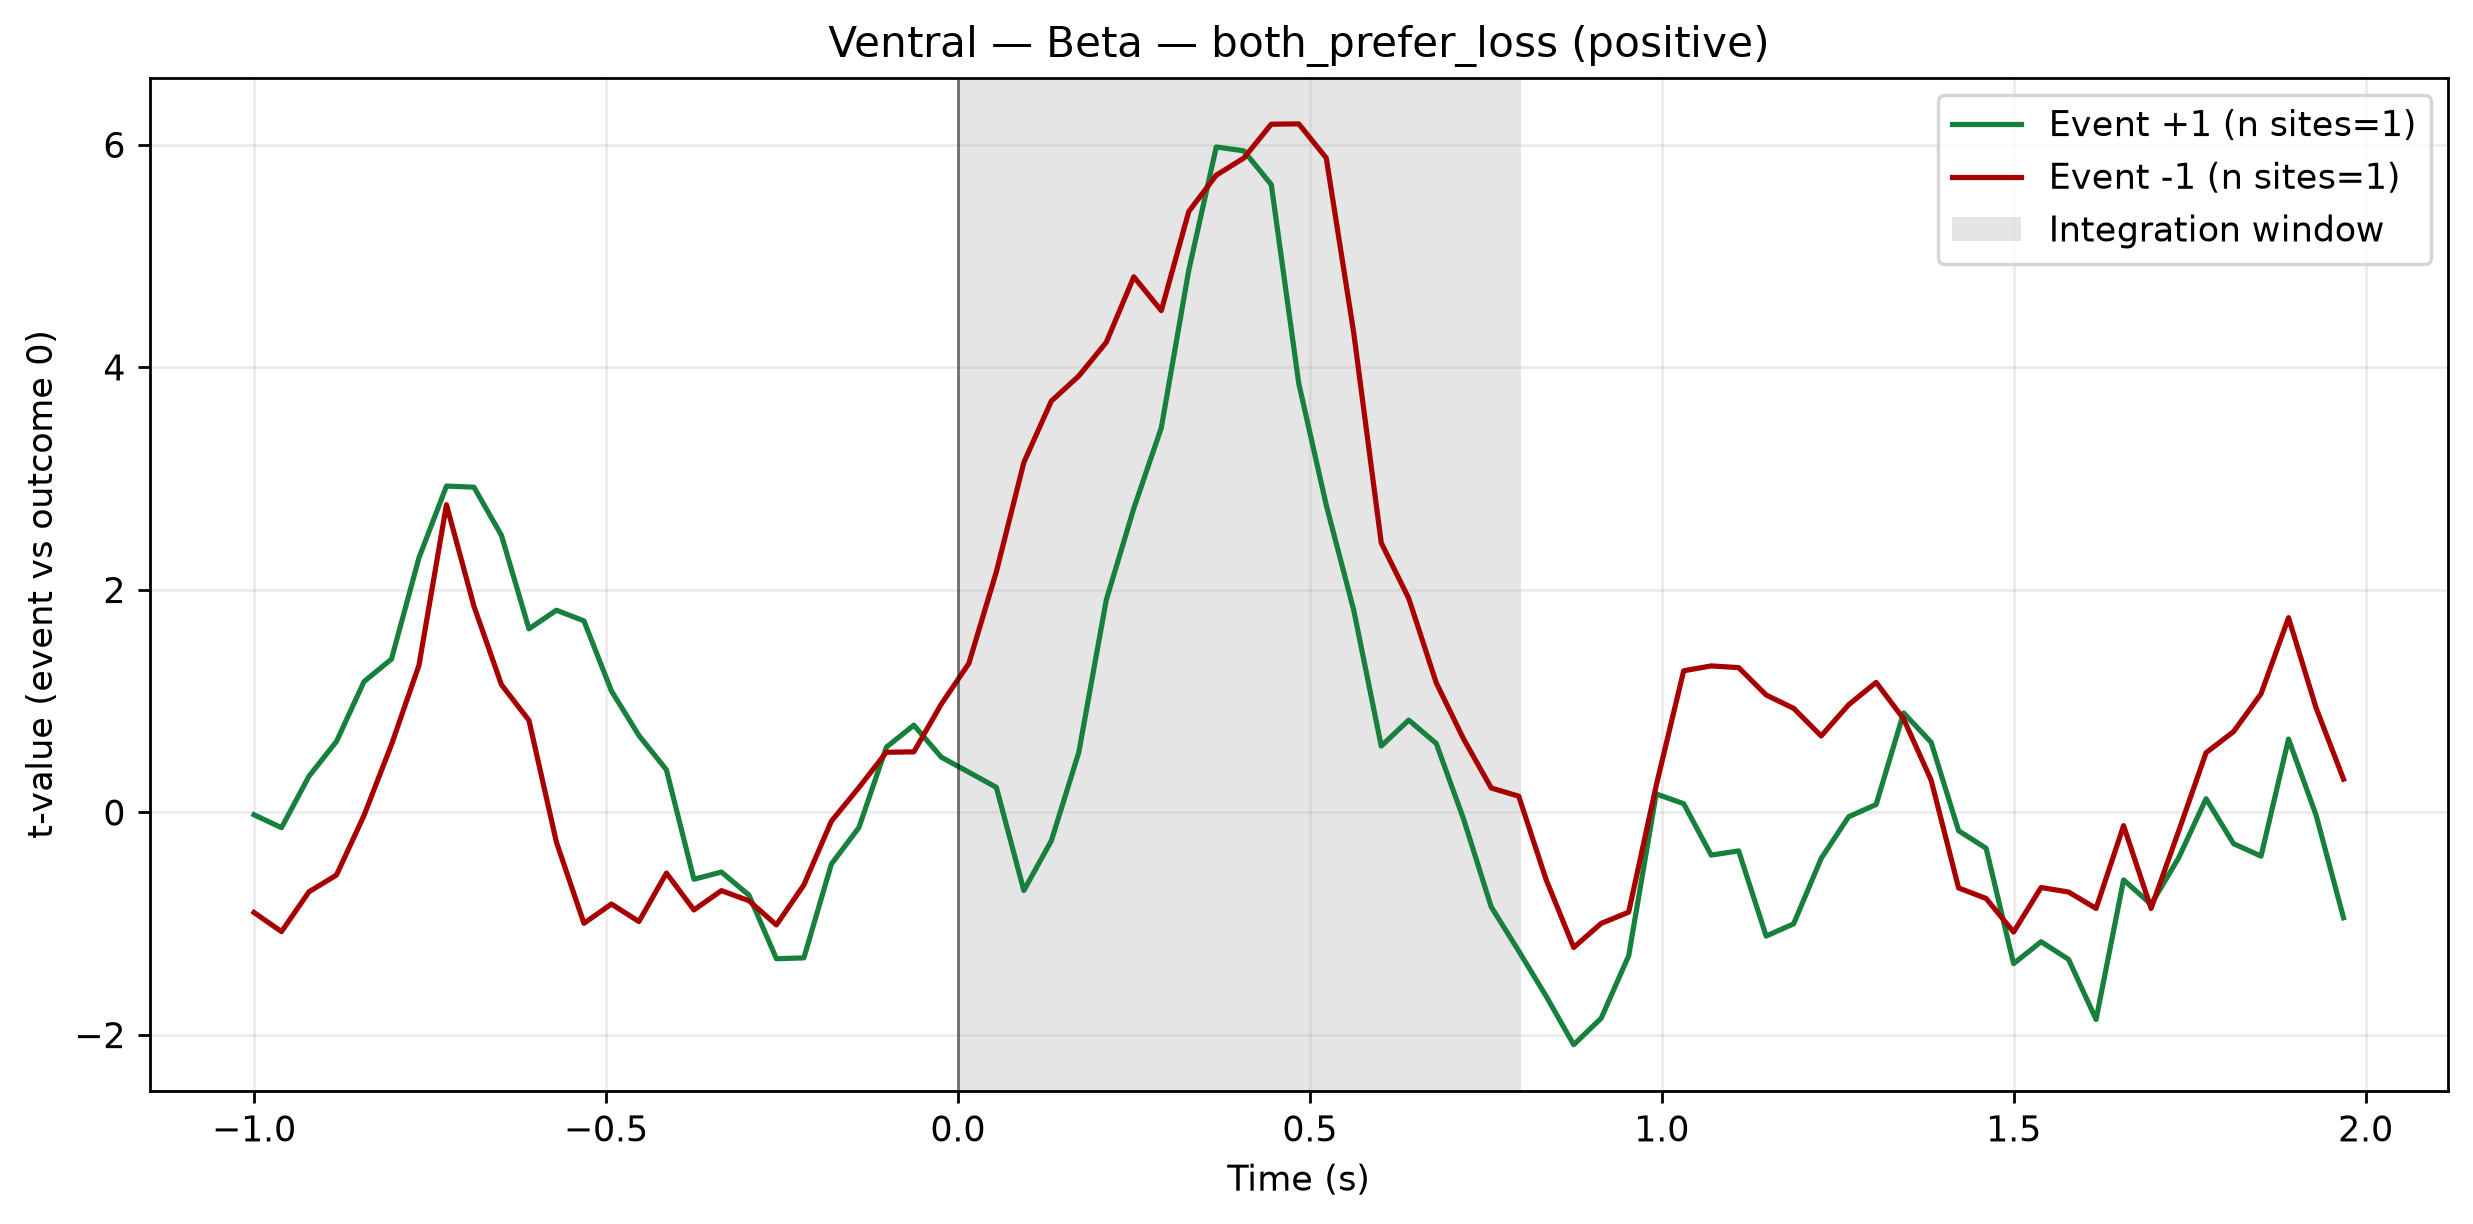 Ventral — Beta — both_prefer_loss (positive)
Event +1 (n sites=1)
Event -1 (n sites=1)
Integration window
t-value (event vs outcome 0)
6
4
2
0
−2
−1.0 −0.5 0.0 0.5 1.0 1.5 2.0
Time (s)